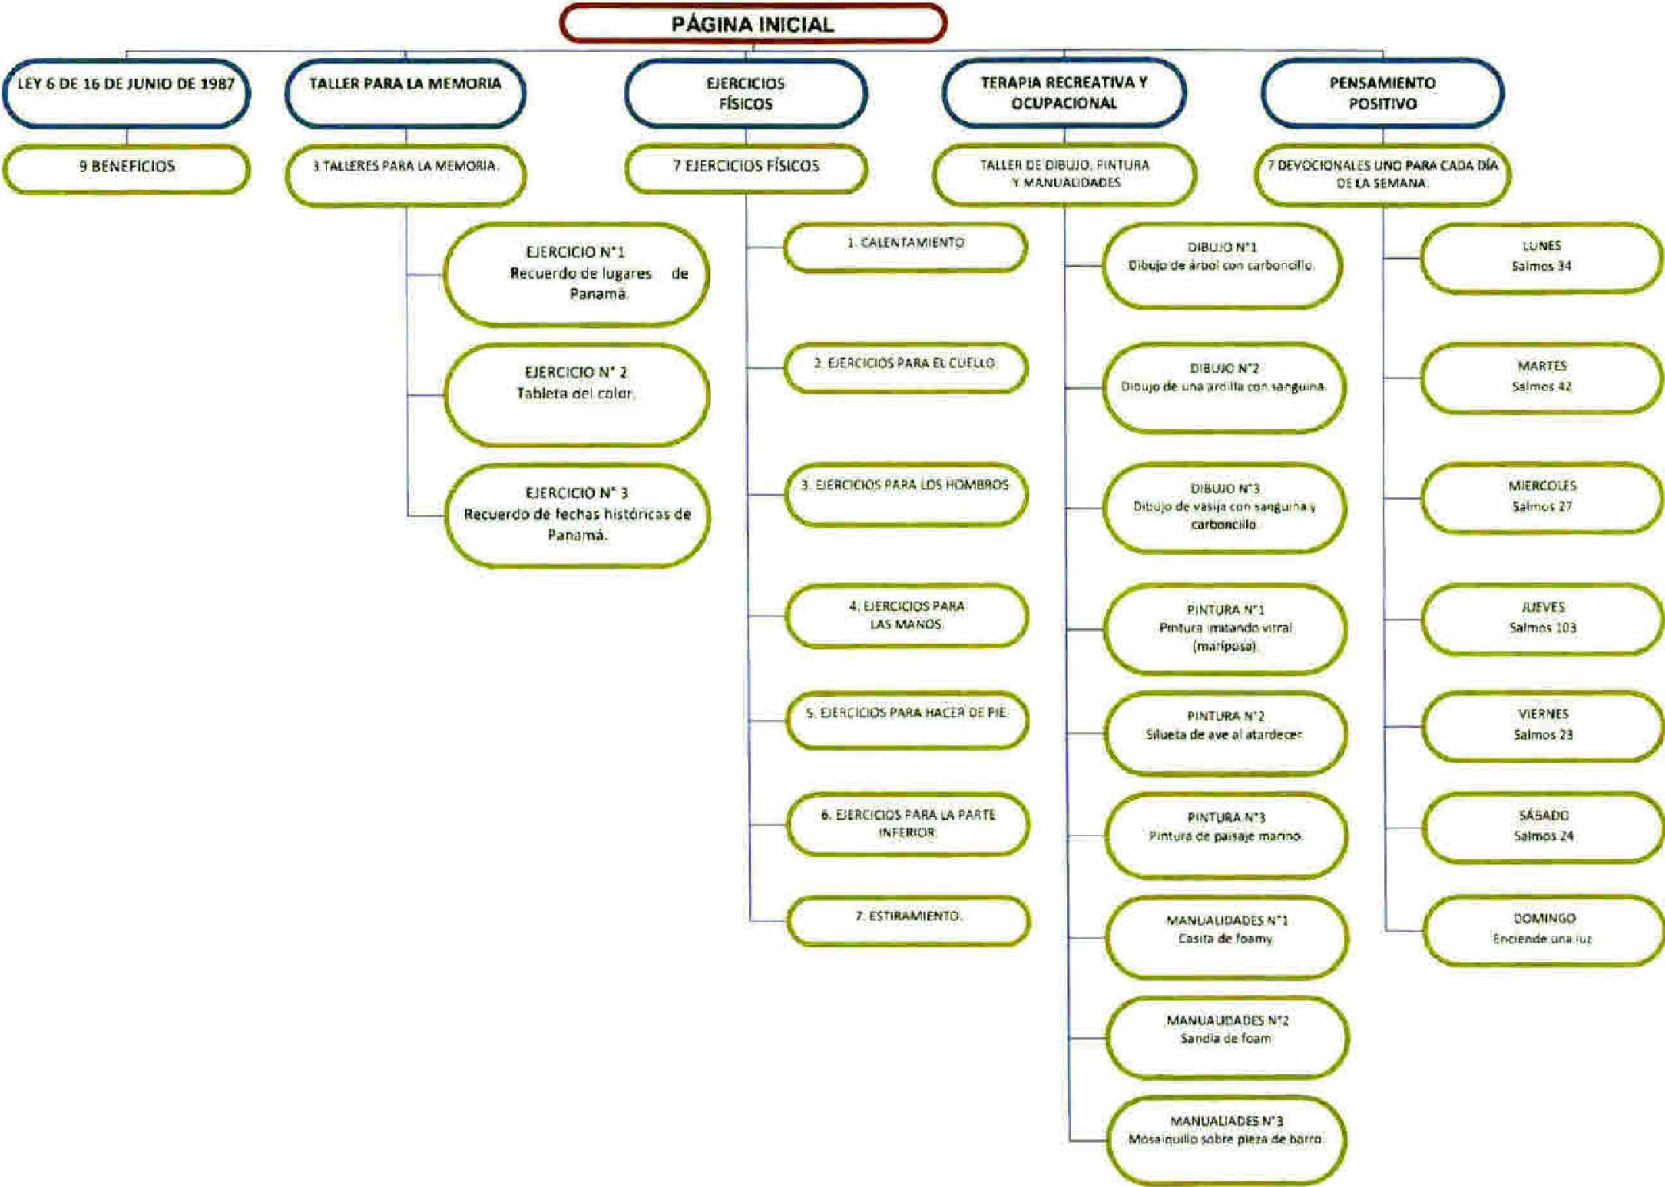 PÁGINA INICIAL
LEY 6 DE 16 DE JUNIO DE 1987
9 BENEFICIOS
TALLER PARA LA MEMORIA
3 TALLERES PARA LA MEMORIA.
EJERCICIO N°1
Recuerdo de lugares de
Panamá.
EJERCICIO N° 2
Tableta del color.
EJERCICIO N° 3
Recuerdo de fechas históricas de
Panamá.
EJERCICIOS
FÍSICOS
7 EJERCICIOS FÍSICOS
1. CALENTAMIENTO
2. EJERCICIOS PARA EL CUELLO.
3. EJERCICIOS PARA LOS HOMBROS
4. EJERCICIOS PARA
LAS MANOS.
5. EJERCICIOS PARA HACER DE PIE.
6. EJERCICIOS PARA LA PARTE
INFERIOR.
7. ESTIRAMIENTO.
TERAPIA RECREATIVA Y
OCUPACIONAL
TALLER DE DIBUJO, PINTURA
Y MANUALIDADES
DIBUJO N°1
Dibujo de árbol con carboncillo.
DIBUJO N°2
Dibujo de una ardilla con sanguina.
DIBUJO N°3
Dibujo de vasija con sanguina y
carboncillo
PINTURA N°1
Pintura imitando vitral
(mariposa).
PINTURA N°2
Silueta de ave al atardecer
PINTURA N°3
Pintura de paisaje marino.
MANUALIDADES N°1
Casita de foamy.
MANUALIDADES N°2
Sandía de foam
MANUALIADES N°3
Mosaiquillo sobre pieza de barro.
PENSAMIENTO
POSITIVO
7 DEVOCIONALES UNO PARA CADA DÍA
DE LA SEMANA.
LUNES
Salmos 34
MARTES
Salmos 42
MIERCOLES
Salmos 27
JUEVES
Salmos 103
VIERNES
Salmos 23
SÁBADO
Salmos 24
DOMINGO
Enciende una luz